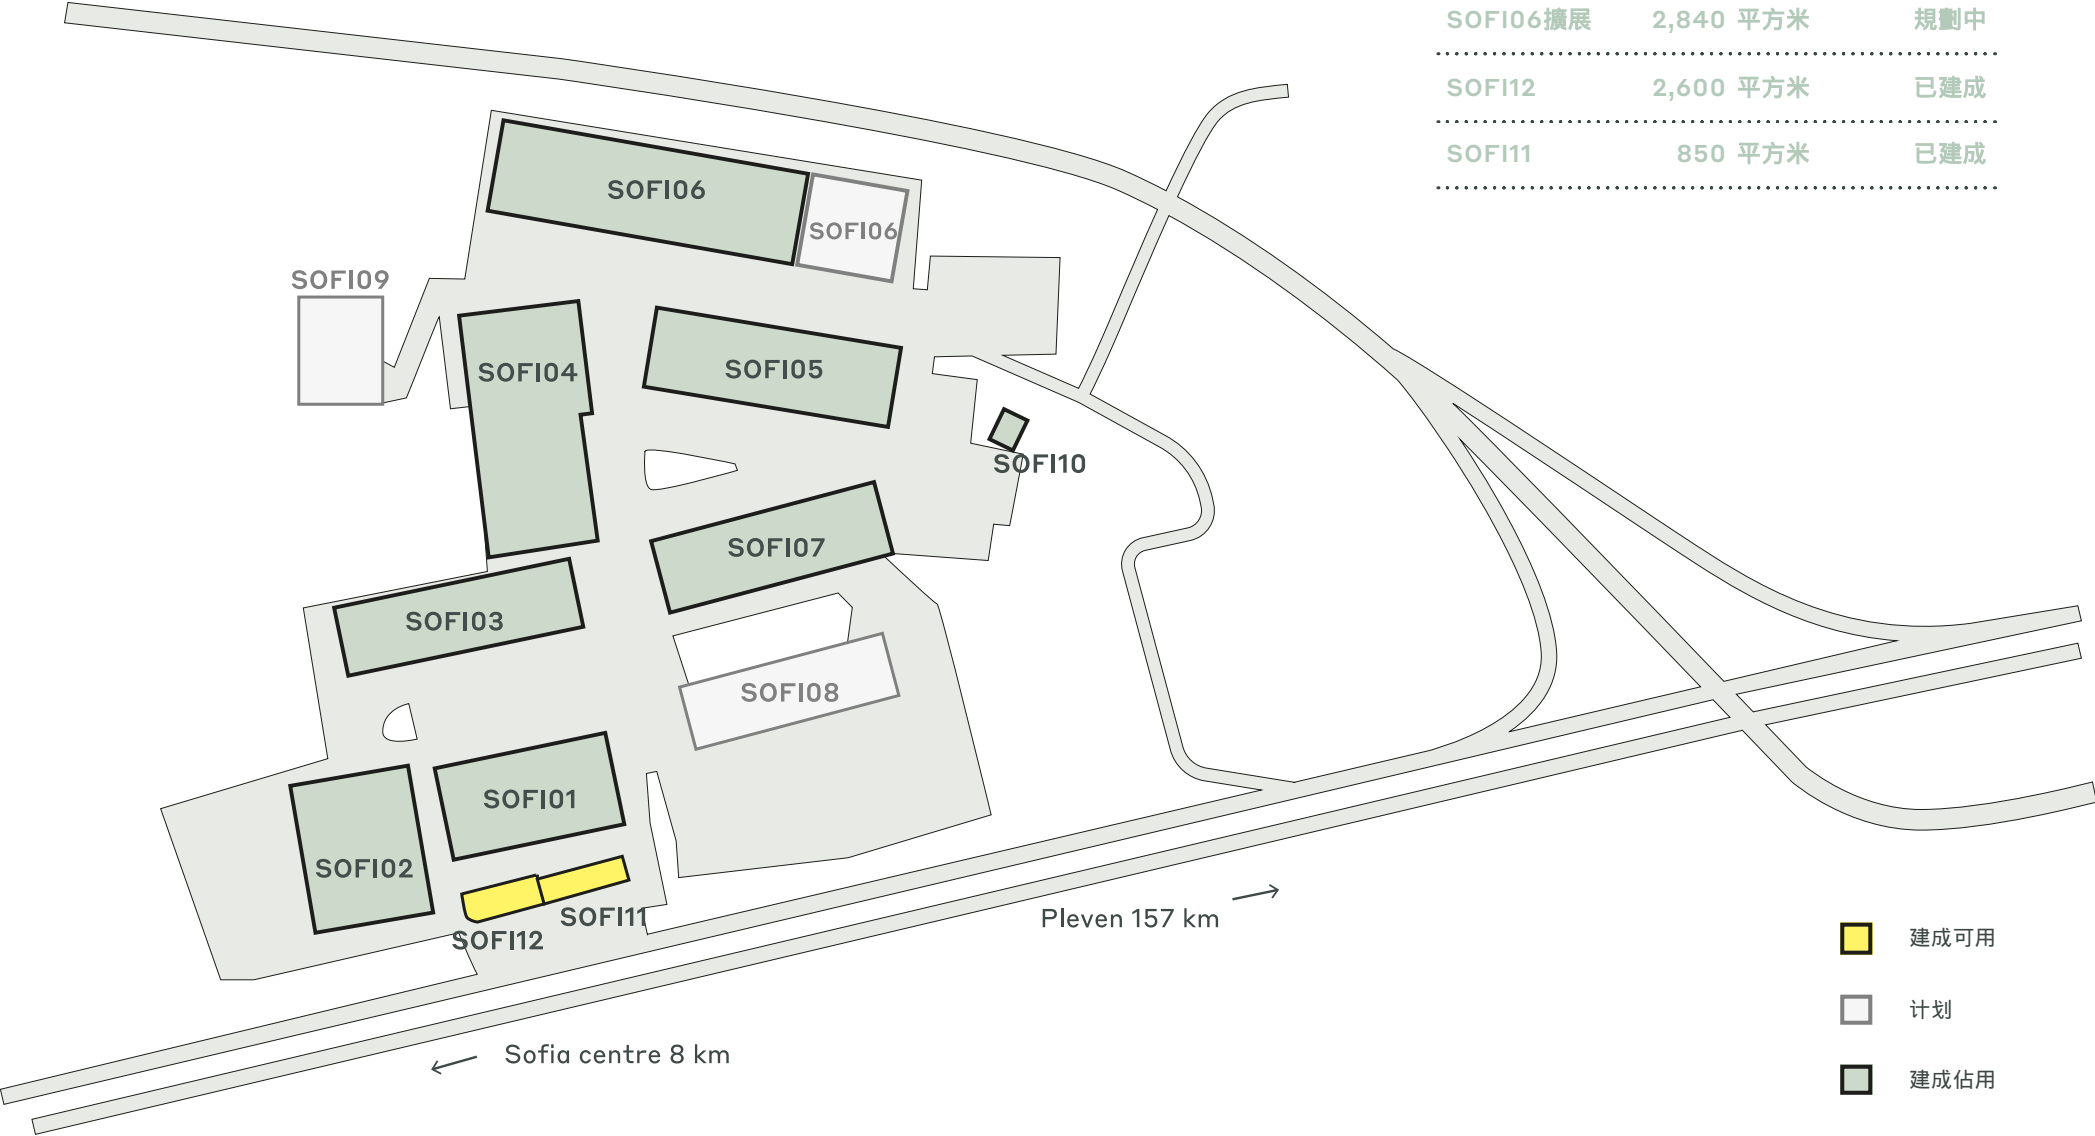 SOFI06擴展 2,840 平方米 規劃中
SOFI12 2,600 平方米 已建成
SOFI11 850 平方米 已建成
SOFI06
SOFI06
SOFI09
SOFI04
SOFI05
SOFI10
SOFI07
SOFI03
SOFI08
SOFI01
SOFI02
SOFI11
SOFI12
Pleven 157 km
Sofia centre 8 km
建成可用
计划
建成佔用